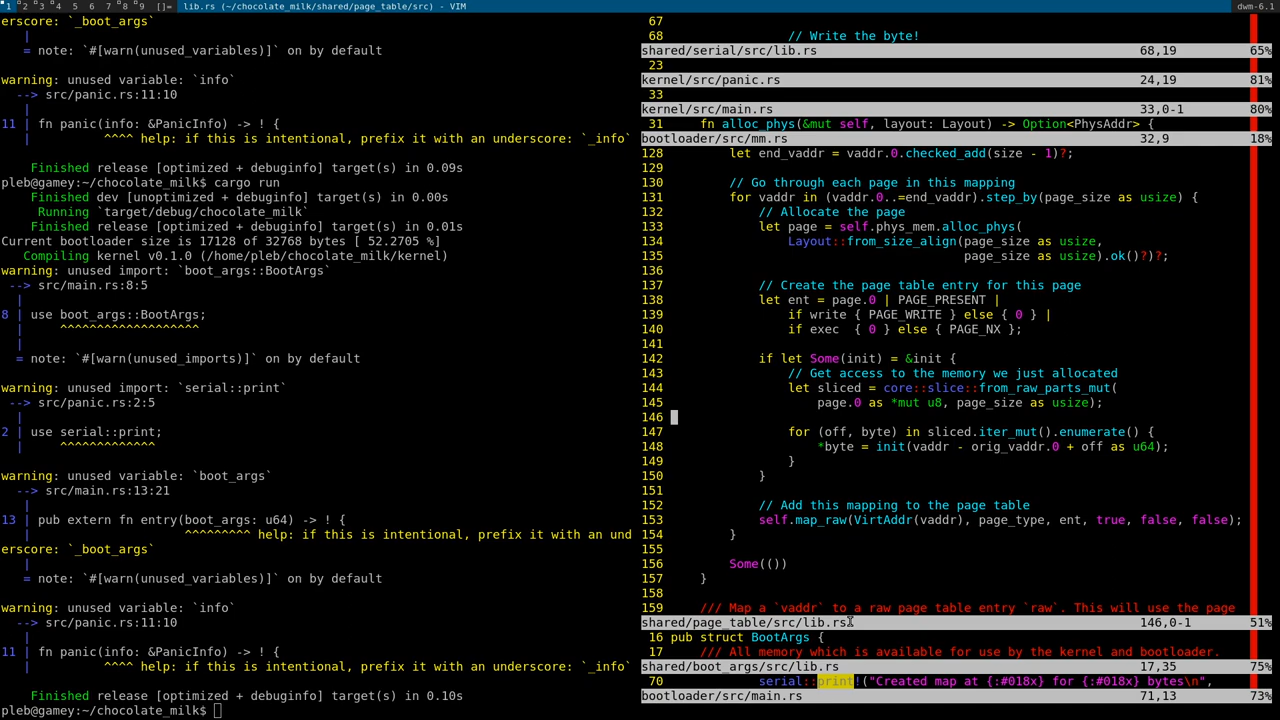 1 2 3 4 5 6 7 8 9 []= lib.rs (~/chocolate_milk/shared/page_table/src) - VIM dwm-6.1
erscore: `_boot_args`
|
= note: `#[warn(unused_variables)]` on by default
warning: unused variable: `info`
--> src/panic.rs:11:10
|
11 | fn panic(info: &PanicInfo) -> ! {
| ^^^^ help: if this is intentional, prefix it with an underscore: `_info`
Finished release [optimized + debuginfo] target(s) in 0.09s
pleb@gamey:~/chocolate_milk$ cargo run
Finished dev [unoptimized + debuginfo] target(s) in 0.00s
Running `target/debug/chocolate_milk`
Finished release [optimized + debuginfo] target(s) in 0.01s
Current bootloader size is 17128 of 32768 bytes [ 52.2705 %]
Compiling kernel v0.1.0 (/home/pleb/chocolate_milk/kernel)
warning: unused import: `boot_args::BootArgs`
--> src/main.rs:8:5
|
8 | use boot_args::BootArgs;
| ^^^^^^^^^^^^^^^^^^^
|
= note: `#[warn(unused_imports)]` on by default
warning: unused import: `serial::print`
--> src/panic.rs:2:5
|
2 | use serial::print;
| ^^^^^^^^^^^^^
warning: unused variable: `boot_args`
--> src/main.rs:13:21
|
13 | pub extern fn entry(boot_args: u64) -> ! {
| ^^^^^^^^^ help: if this is intentional, prefix it with an und
erscore: `_boot_args`
|
= note: `#[warn(unused_variables)]` on by default
warning: unused variable: `info`
--> src/panic.rs:11:10
|
11 | fn panic(info: &PanicInfo) -> ! {
| ^^^^ help: if this is intentional, prefix it with an underscore: `_info`
Finished release [optimized + debuginfo] target(s) in 0.10s
pleb@gamey:~/chocolate_milk$
67
68 // Write the byte!
shared/serial/src/lib.rs 68,19 65%
23
kernel/src/panic.rs 24,19 81%
33
kernel/src/main.rs 33,0-1 80%
31 fn alloc_phys(&mut self, layout: Layout) -> Option<PhysAddr> {
bootloader/src/mm.rs 32,9 18%
128 let end_vaddr = vaddr.0.checked_add(size - 1)?;
129
130 // Go through each page in this mapping
131 for vaddr in (vaddr.0..=end_vaddr).step_by(page_size as usize) {
132 // Allocate the page
133 let page = self.phys_mem.alloc_phys(
134 Layout::from_size_align(page_size as usize,
135 page_size as usize).ok()?)?;
136
137 // Create the page table entry for this page
138 let ent = page.0 | PAGE_PRESENT |
139 if write { PAGE_WRITE } else { 0 } |
140 if exec { 0 } else { PAGE_NX };
141
142 if let Some(init) = &init {
143 // Get access to the memory we just allocated
144 let sliced = core::slice::from_raw_parts_mut(
145 page.0 as *mut u8, page_size as usize);
146
147 for (off, byte) in sliced.iter_mut().enumerate() {
148 *byte = init(vaddr - orig_vaddr.0 + off as u64);
149 }
150 }
151
152 // Add this mapping to the page table
153 self.map_raw(VirtAddr(vaddr), page_type, ent, true, false, false);
154 }
155
156 Some(())
157 }
158
159 /// Map a `vaddr` to a raw page table entry `raw`. This will use the page
shared/page_table/src/lib.rs 146,0-1 51%
16 pub struct BootArgs {
17 /// All memory which is available for use by the kernel and bootloader.
shared/boot_args/src/lib.rs 17,35 75%
70 serial::print!("Created map at {:#018x} for {:#018x} bytes\n",
bootloader/src/main.rs 71,13 73%